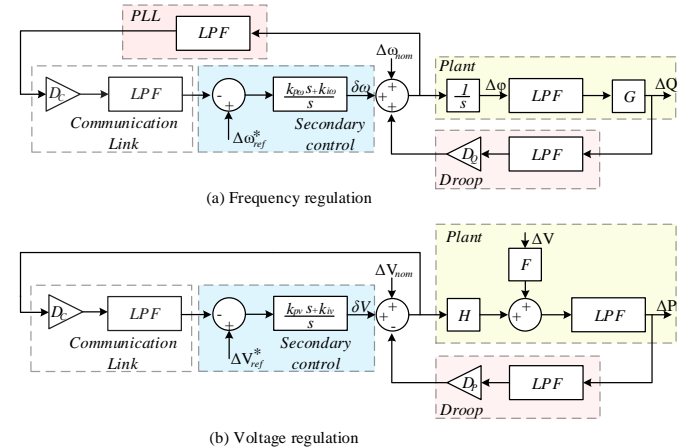 PLL
LPF
Δω_nom
Plant
D_C
LPF
-
+
k_pω s+k_iω
s
δω
+
+
+
1
s
Δφ
LPF
G
ΔQ
Communication
Link
Δω*_ref
Secondary
control
D_Q
LPF
Droop
(a) Frequency regulation
Plant
ΔV
F
ΔV_nom
D_C
LPF
-
+
k_pv s+k_iv
s
δV
+
+
-
H
+
+
LPF
ΔP
Communication
Link
ΔV*_ref
Secondary
control
D_P
LPF
Droop
(b) Voltage regulation